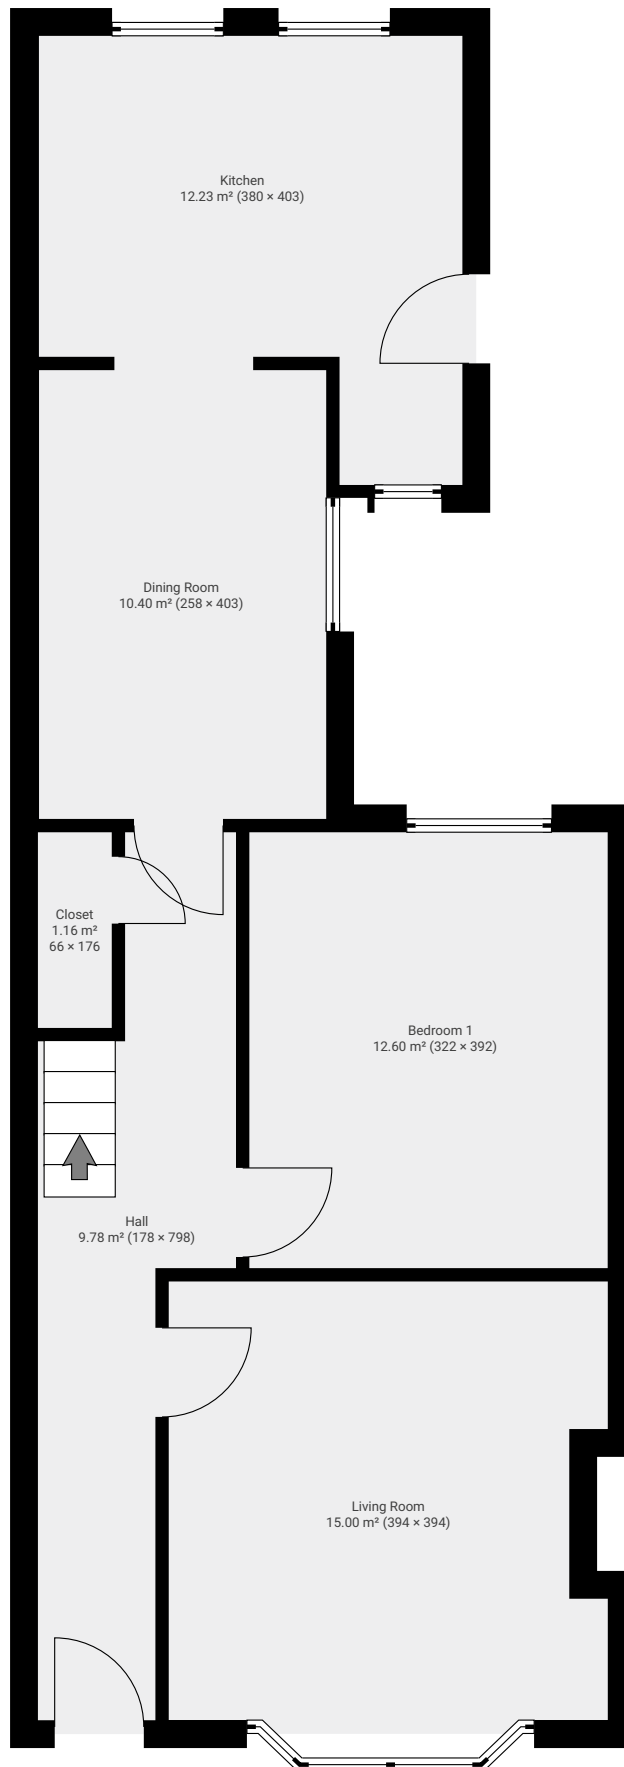 Kitchen
12.23 m² (380 × 403)
Dining Room
10.40 m² (258 × 403)
Closet
1.16 m²
66 × 176
Bedroom 1
12.60 m² (322 × 392)
Hall
9.78 m² (178 × 798)
Living Room
15.00 m² (394 × 394)